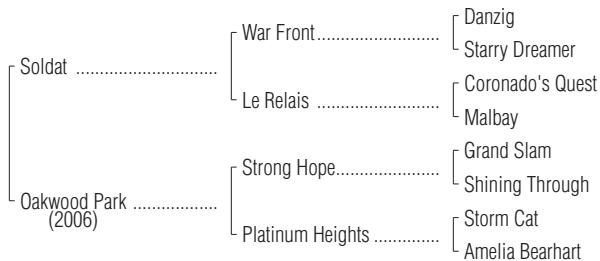 Danzig
War Front..................................
Starry Dreamer
Soldat .......................................
Coronado's Quest
Le Relais ..................................
Malbay
Grand Slam
Strong Hope.............................
Shining Through
Oakwood Park .......................
(2006)
Storm Cat
Platinum Heights ..................
Amelia Bearhart